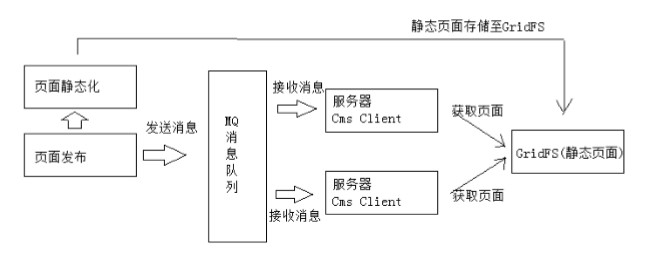 静态页面存储至GridFS
页面静态化
页面发布
发送消息
MQ
消
息
队
列
接收消息
服务器
Cms Client
获取页面
接收消息
服务器
Cms Client
获取页面
GridFS(静态页面)